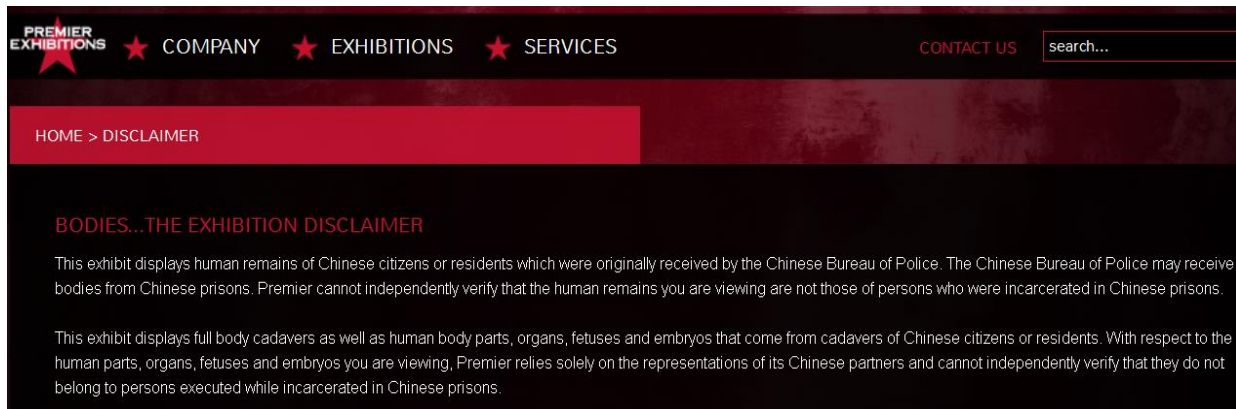 PREMIER
EXHIBITIONS
COMPANY
EXHIBITIONS
SERVICES
CONTACT US
search...
HOME > DISCLAIMER
BODIES...THE EXHIBITION DISCLAIMER
This exhibit displays human remains of Chinese citizens or residents which were originally received by the Chinese Bureau of Police. The Chinese Bureau of Police may receive
bodies from Chinese prisons. Premier cannot independently verify that the human remains you are viewing are not those of persons who were incarcerated in Chinese prisons.
This exhibit displays full body cadavers as well as human body parts, organs, fetuses and embryos that come from cadavers of Chinese citizens or residents. With respect to the
human parts, organs, fetuses and embryos you are viewing, Premier relies solely on the representations of its Chinese partners and cannot independently verify that they do not
belong to persons executed while incarcerated in Chinese prisons.